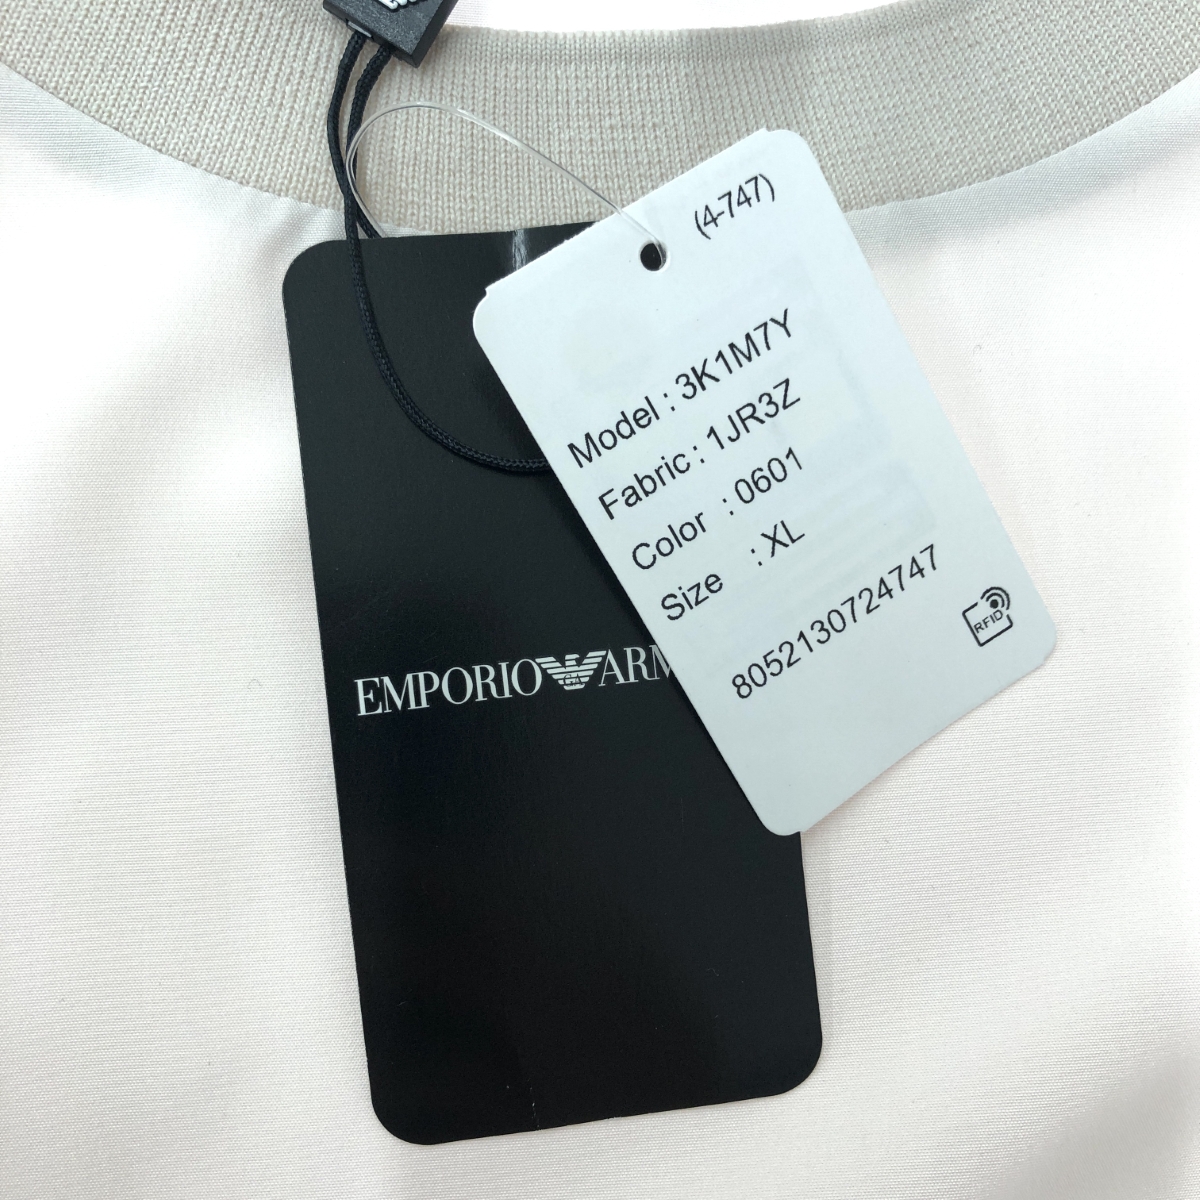 (4-747)
Model : 3K1M7Y
Fabric : 1JR3Z
Color : 0601
Size : XL
8052130724747
RFID
EMPORIO ARM